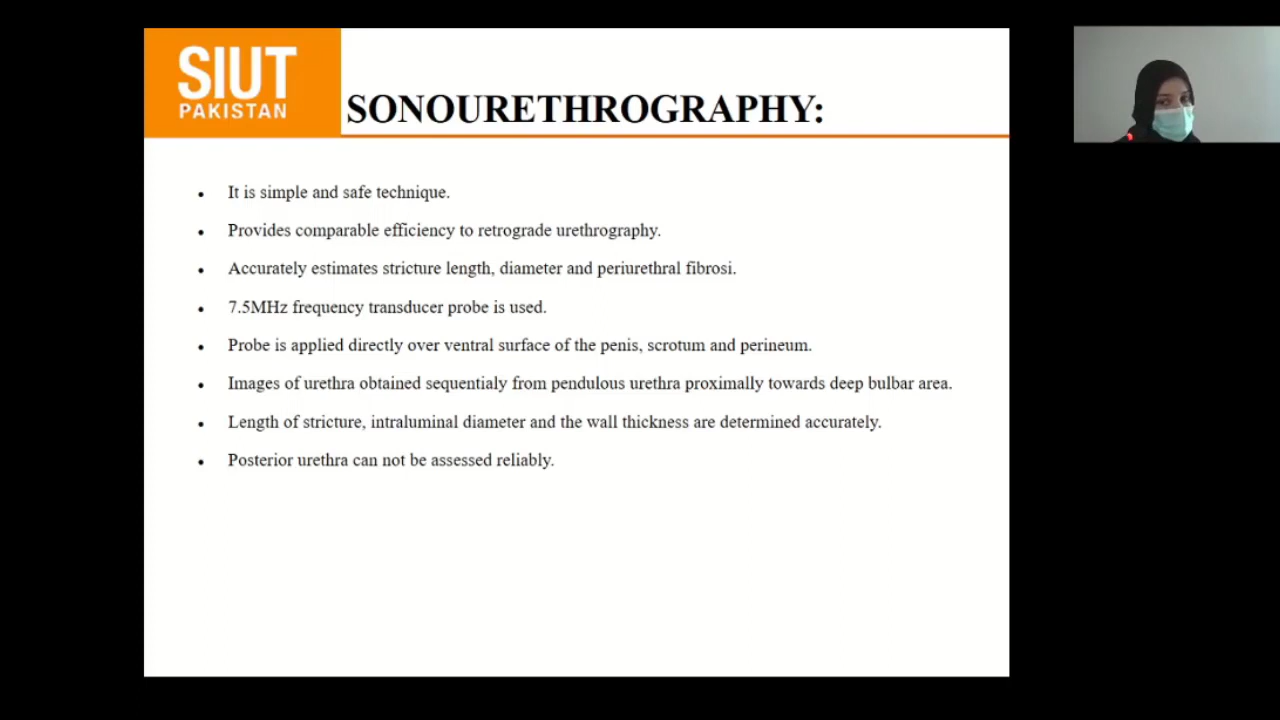 SIUT
PAKISTAN
SONOURETHROGRAPHY:
• It is simple and safe technique.
• Provides comparable efficiency to retrograde urethrography.
• Accurately estimates stricture length, diameter and periurethral fibrosi.
• 7.5MHz frequency transducer probe is used.
• Probe is applied directly over ventral surface of the penis, scrotum and perineum.
• Images of urethra obtained sequentialy from pendulous urethra proximally towards deep bulbar area.
• Length of stricture, intraluminal diameter and the wall thickness are determined accurately.
• Posterior urethra can not be assessed reliably.